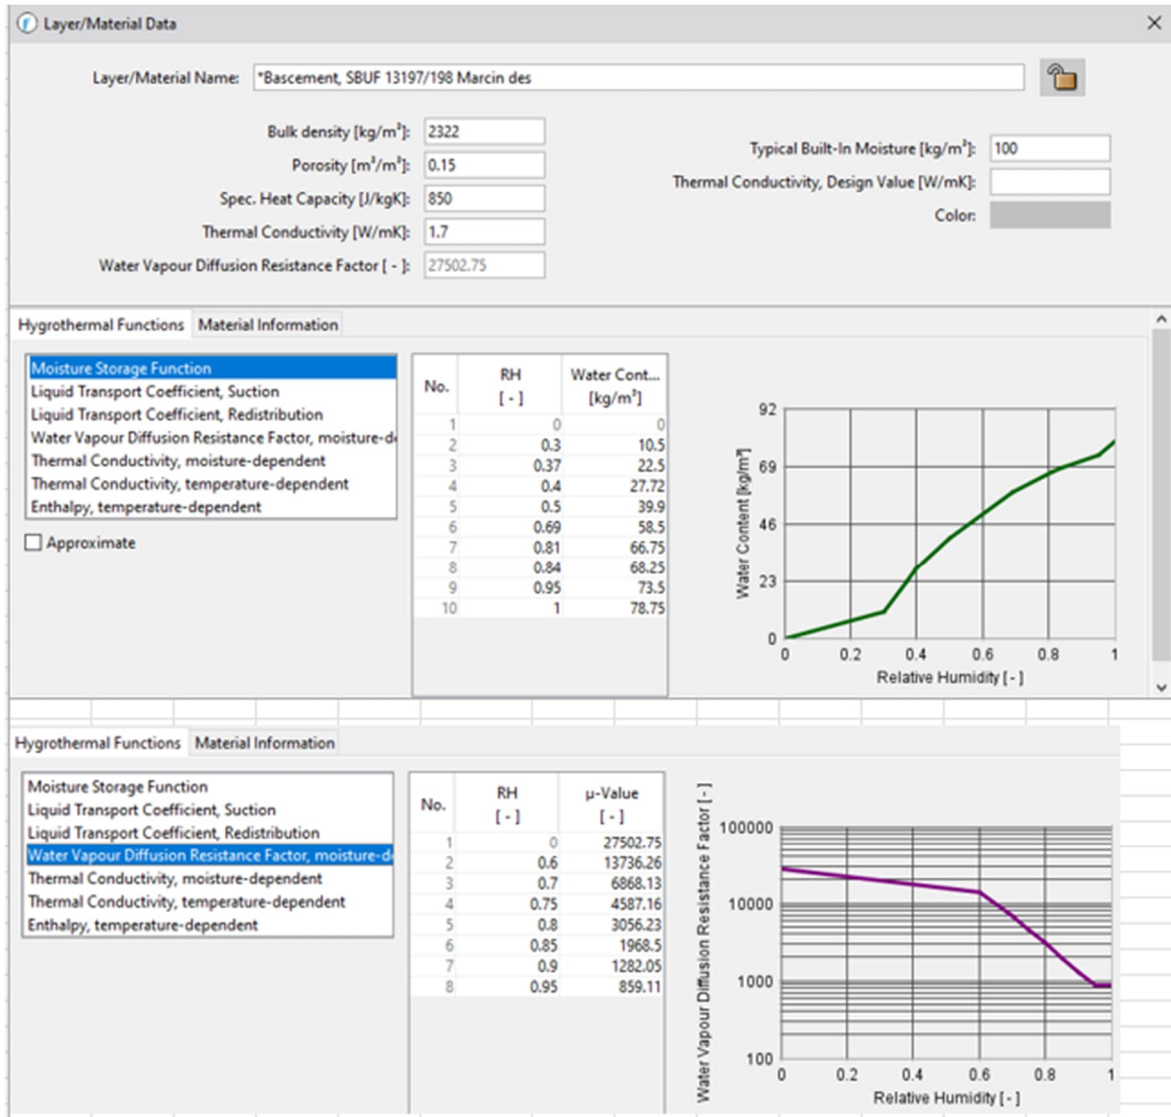 Layer/Material Data
Layer/Material Name: *Bascement, SBUF 13197/198 Marcin des
Bulk density [kg/m³]: 2322
Porosity [m³/m³]: 0.15
Spec. Heat Capacity [J/kgK]: 850
Thermal Conductivity [W/mK]: 1.7
Water Vapour Diffusion Resistance Factor [ - ]: 27502.75
Typical Built-In Moisture [kg/m³]: 100
Thermal Conductivity, Design Value [W/mK]:
Color:
Hygrothermal Functions Material Information
Moisture Storage Function
Liquid Transport Coefficient, Suction
Liquid Transport Coefficient, Redistribution
Water Vapour Diffusion Resistance Factor, moisture-d
Thermal Conductivity, moisture-dependent
Thermal Conductivity, temperature-dependent
Enthalpy, temperature-dependent
Approximate
No. RH [ - ] Water Cont... [kg/m³]
1 0 0
2 0.3 10.5
3 0.37 22.5
4 0.4 27.72
5 0.5 39.9
6 0.69 58.5
7 0.81 66.75
8 0.84 68.25
9 0.95 73.5
10 1 78.75
Water Content [kg/m³]
92
69
46
23
0
0 0.2 0.4 0.6 0.8 1
Relative Humidity [ - ]
Hygrothermal Functions Material Information
Moisture Storage Function
Liquid Transport Coefficient, Suction
Liquid Transport Coefficient, Redistribution
Water Vapour Diffusion Resistance Factor, moisture-d
Thermal Conductivity, moisture-dependent
Thermal Conductivity, temperature-dependent
Enthalpy, temperature-dependent
No. RH [ - ] µ-Value [ - ]
1 0 27502.75
2 0.6 13736.26
3 0.7 6868.13
4 0.75 4587.16
5 0.8 3056.23
6 0.85 1968.5
7 0.9 1282.05
8 0.95 859.11
Water Vapour Diffusion Resistance Factor [ - ]
100000
10000
1000
100
0 0.2 0.4 0.6 0.8 1
Relative Humidity [ - ]